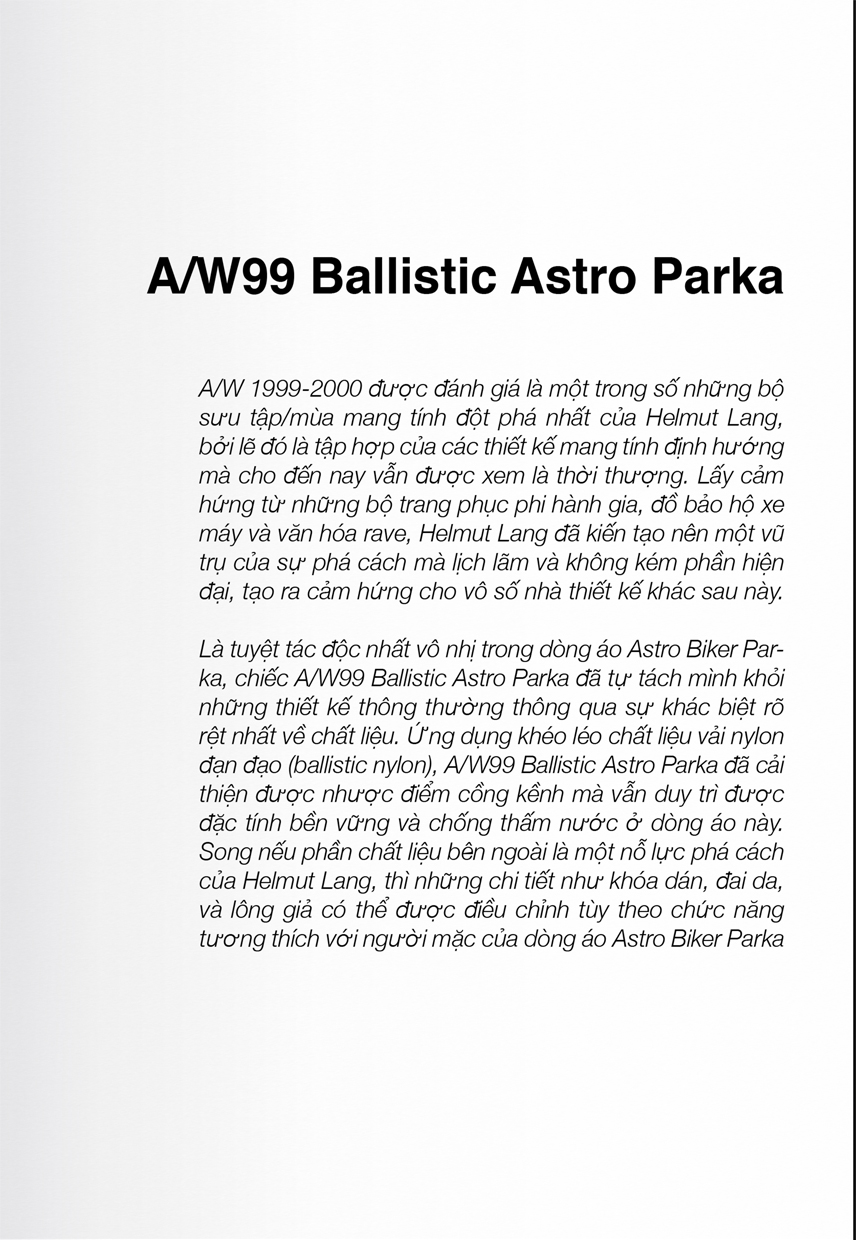 A/W99 Ballistic Astro Parka
A/W 1999-2000 được đánh giá là một trong số những bộ
sưu tập/mùa mang tính đột phá nhất của Helmut Lang,
bởi lẽ đó là tập hợp của các thiết kế mang tính định hướng
mà cho đến nay vẫn được xem là thời thượng. Lấy cảm
hứng từ những bộ trang phục phi hành gia, đồ bảo hộ xe
máy và văn hóa rave, Helmut Lang đã kiến tạo nên một vũ
trụ của sự phá cách mà lịch lãm và không kém phần hiện
đại, tạo ra cảm hứng cho vô số nhà thiết kế khác sau này.
Là tuyệt tác độc nhất vô nhị trong dòng áo Astro Biker Par-
ka, chiếc A/W99 Ballistic Astro Parka đã tự tách mình khỏi
những thiết kế thông thường thông qua sự khác biệt rõ
rệt nhất về chất liệu. Ứng dụng khéo léo chất liệu vải nylon
đạn đạo (ballistic nylon), A/W99 Ballistic Astro Parka đã cải
thiện được nhược điểm cồng kềnh mà vẫn duy trì được
đặc tính bền vững và chống thấm nước ở dòng áo này.
Song nếu phần chất liệu bên ngoài là một nỗ lực phá cách
của Helmut Lang, thì những chi tiết như khóa dán, đai da,
và lông giả có thể được điều chỉnh tùy theo chức năng
tương thích với người mặc của dòng áo Astro Biker Parka